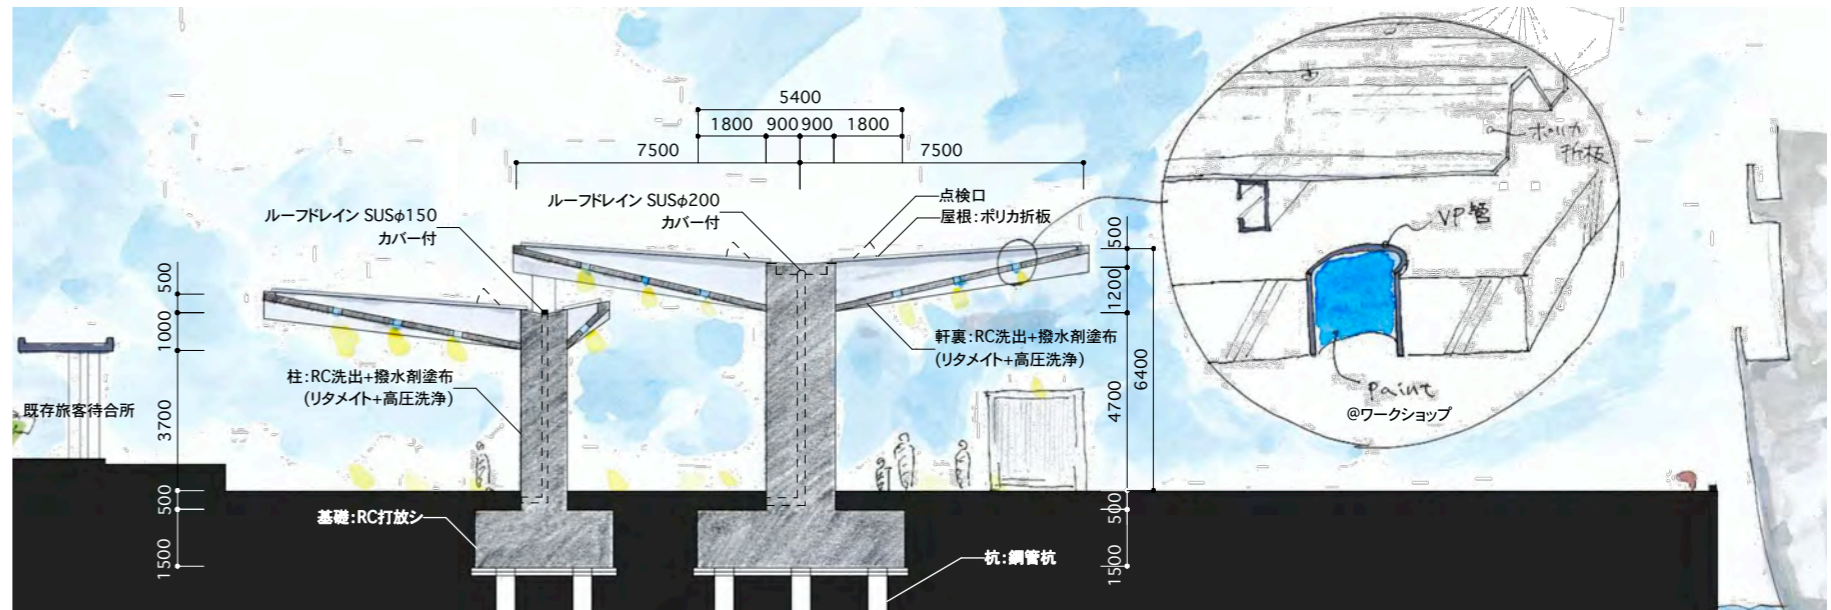 5400
1800 900 900 1800
7500 7500
ルーフドレイン SUSφ150
カバー付
ルーフドレイン SUSφ200
カバー付
点検口
屋根:ポリカ折板
ポリカ
折板
VP管
paint
@ワークショップ
500
1000
3700
500
1500
500
1200
6400
4700
500
1500
軒裏:RC洗出+撥水剤塗布
(リタメイト+高圧洗浄)
柱:RC洗出+撥水剤塗布
(リタメイト+高圧洗浄)
既存旅客待合所
基礎:RC打放シ
杭:鋼管杭